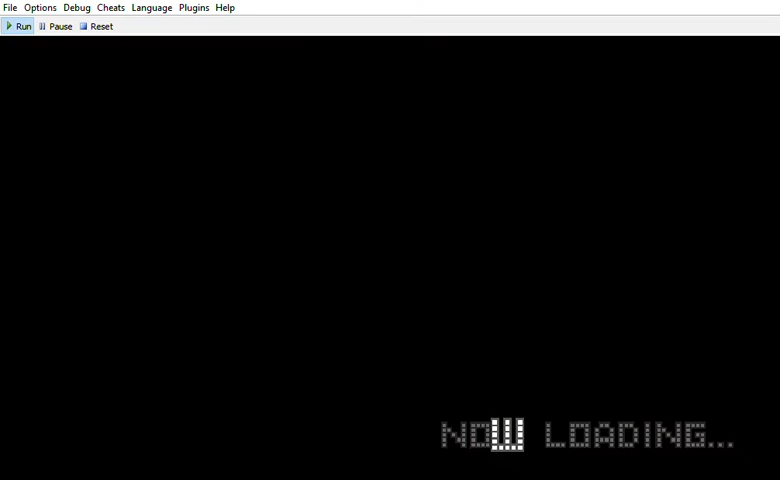 File Options Debug Cheats Language Plugins Help
Run Pause Reset
NOW LOADING...